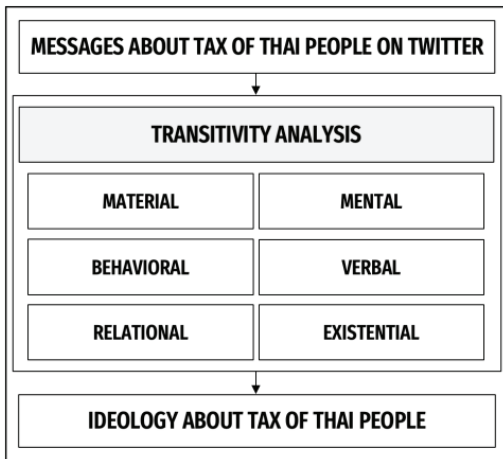 MESSAGES ABOUT TAX OF THAI PEOPLE ON TWITTER
TRANSITIVITY ANALYSIS
MATERIAL
MENTAL
BEHAVIORAL
VERBAL
RELATIONAL
EXISTENTIAL
IDEOLOGY ABOUT TAX OF THAI PEOPLE